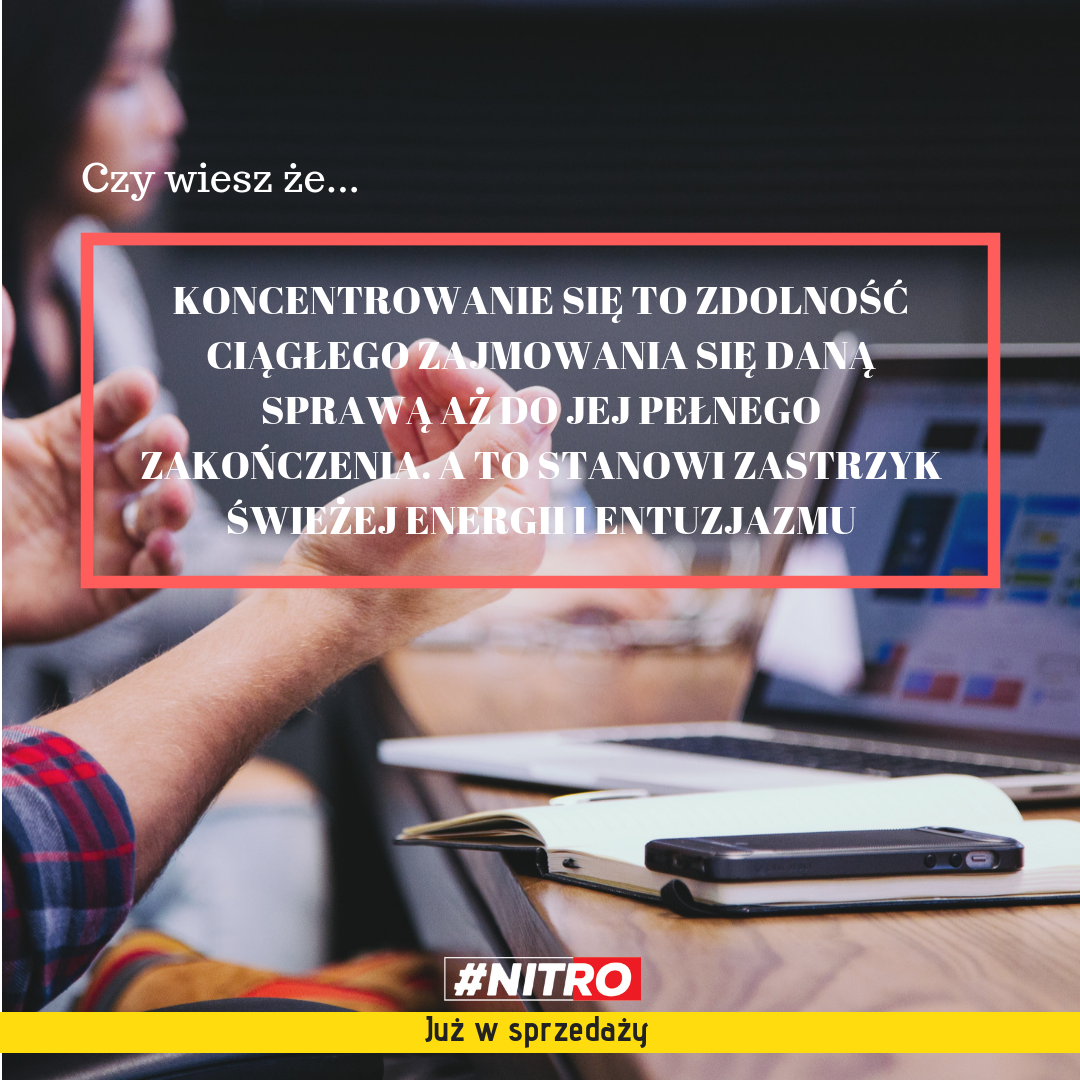 Czy wiesz że...
KONCENTROWANIE SIĘ TO ZDOLNOŚĆ
CIĄGŁEGO ZAJMOWANIA SIĘ DANĄ
SPRAWĄ AŻ DO JEJ PEŁNEGO
ZAKOŃCZENIA. A TO STANOWI ZASTRZYK
ŚWIEŻEJ ENERGII I ENTUZJAZMU
#NITRO
Już w sprzedaży